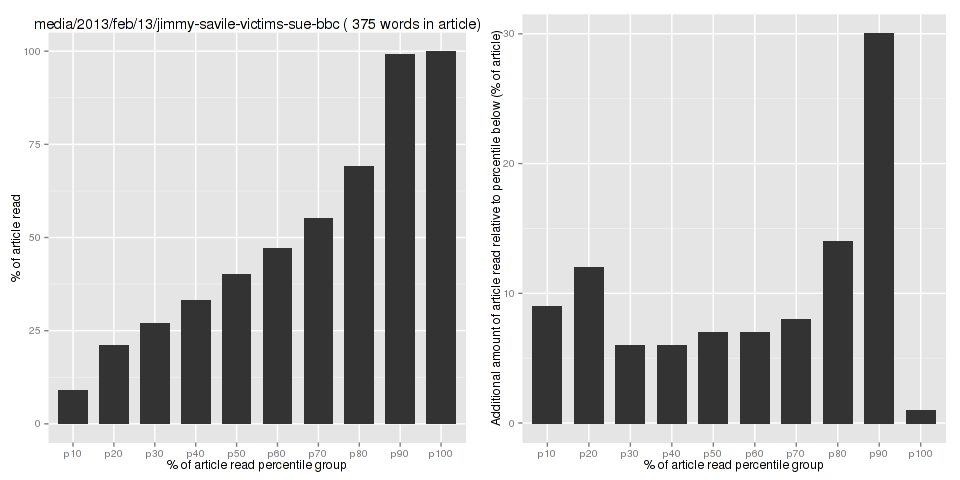 media/2013/feb/13/jimmy-savile-victims-sue-bbc ( 375 words in article)
% of article read
100
75
50
25
0
p10 p20 p30 p40 p50 p60 p70 p80 p90 p100
% of article read percentile group
Additional amount of article read relative to percentile below (% of article)
30
20
10
0
p10 p20 p30 p40 p50 p60 p70 p80 p90 p100
% of article read percentile group